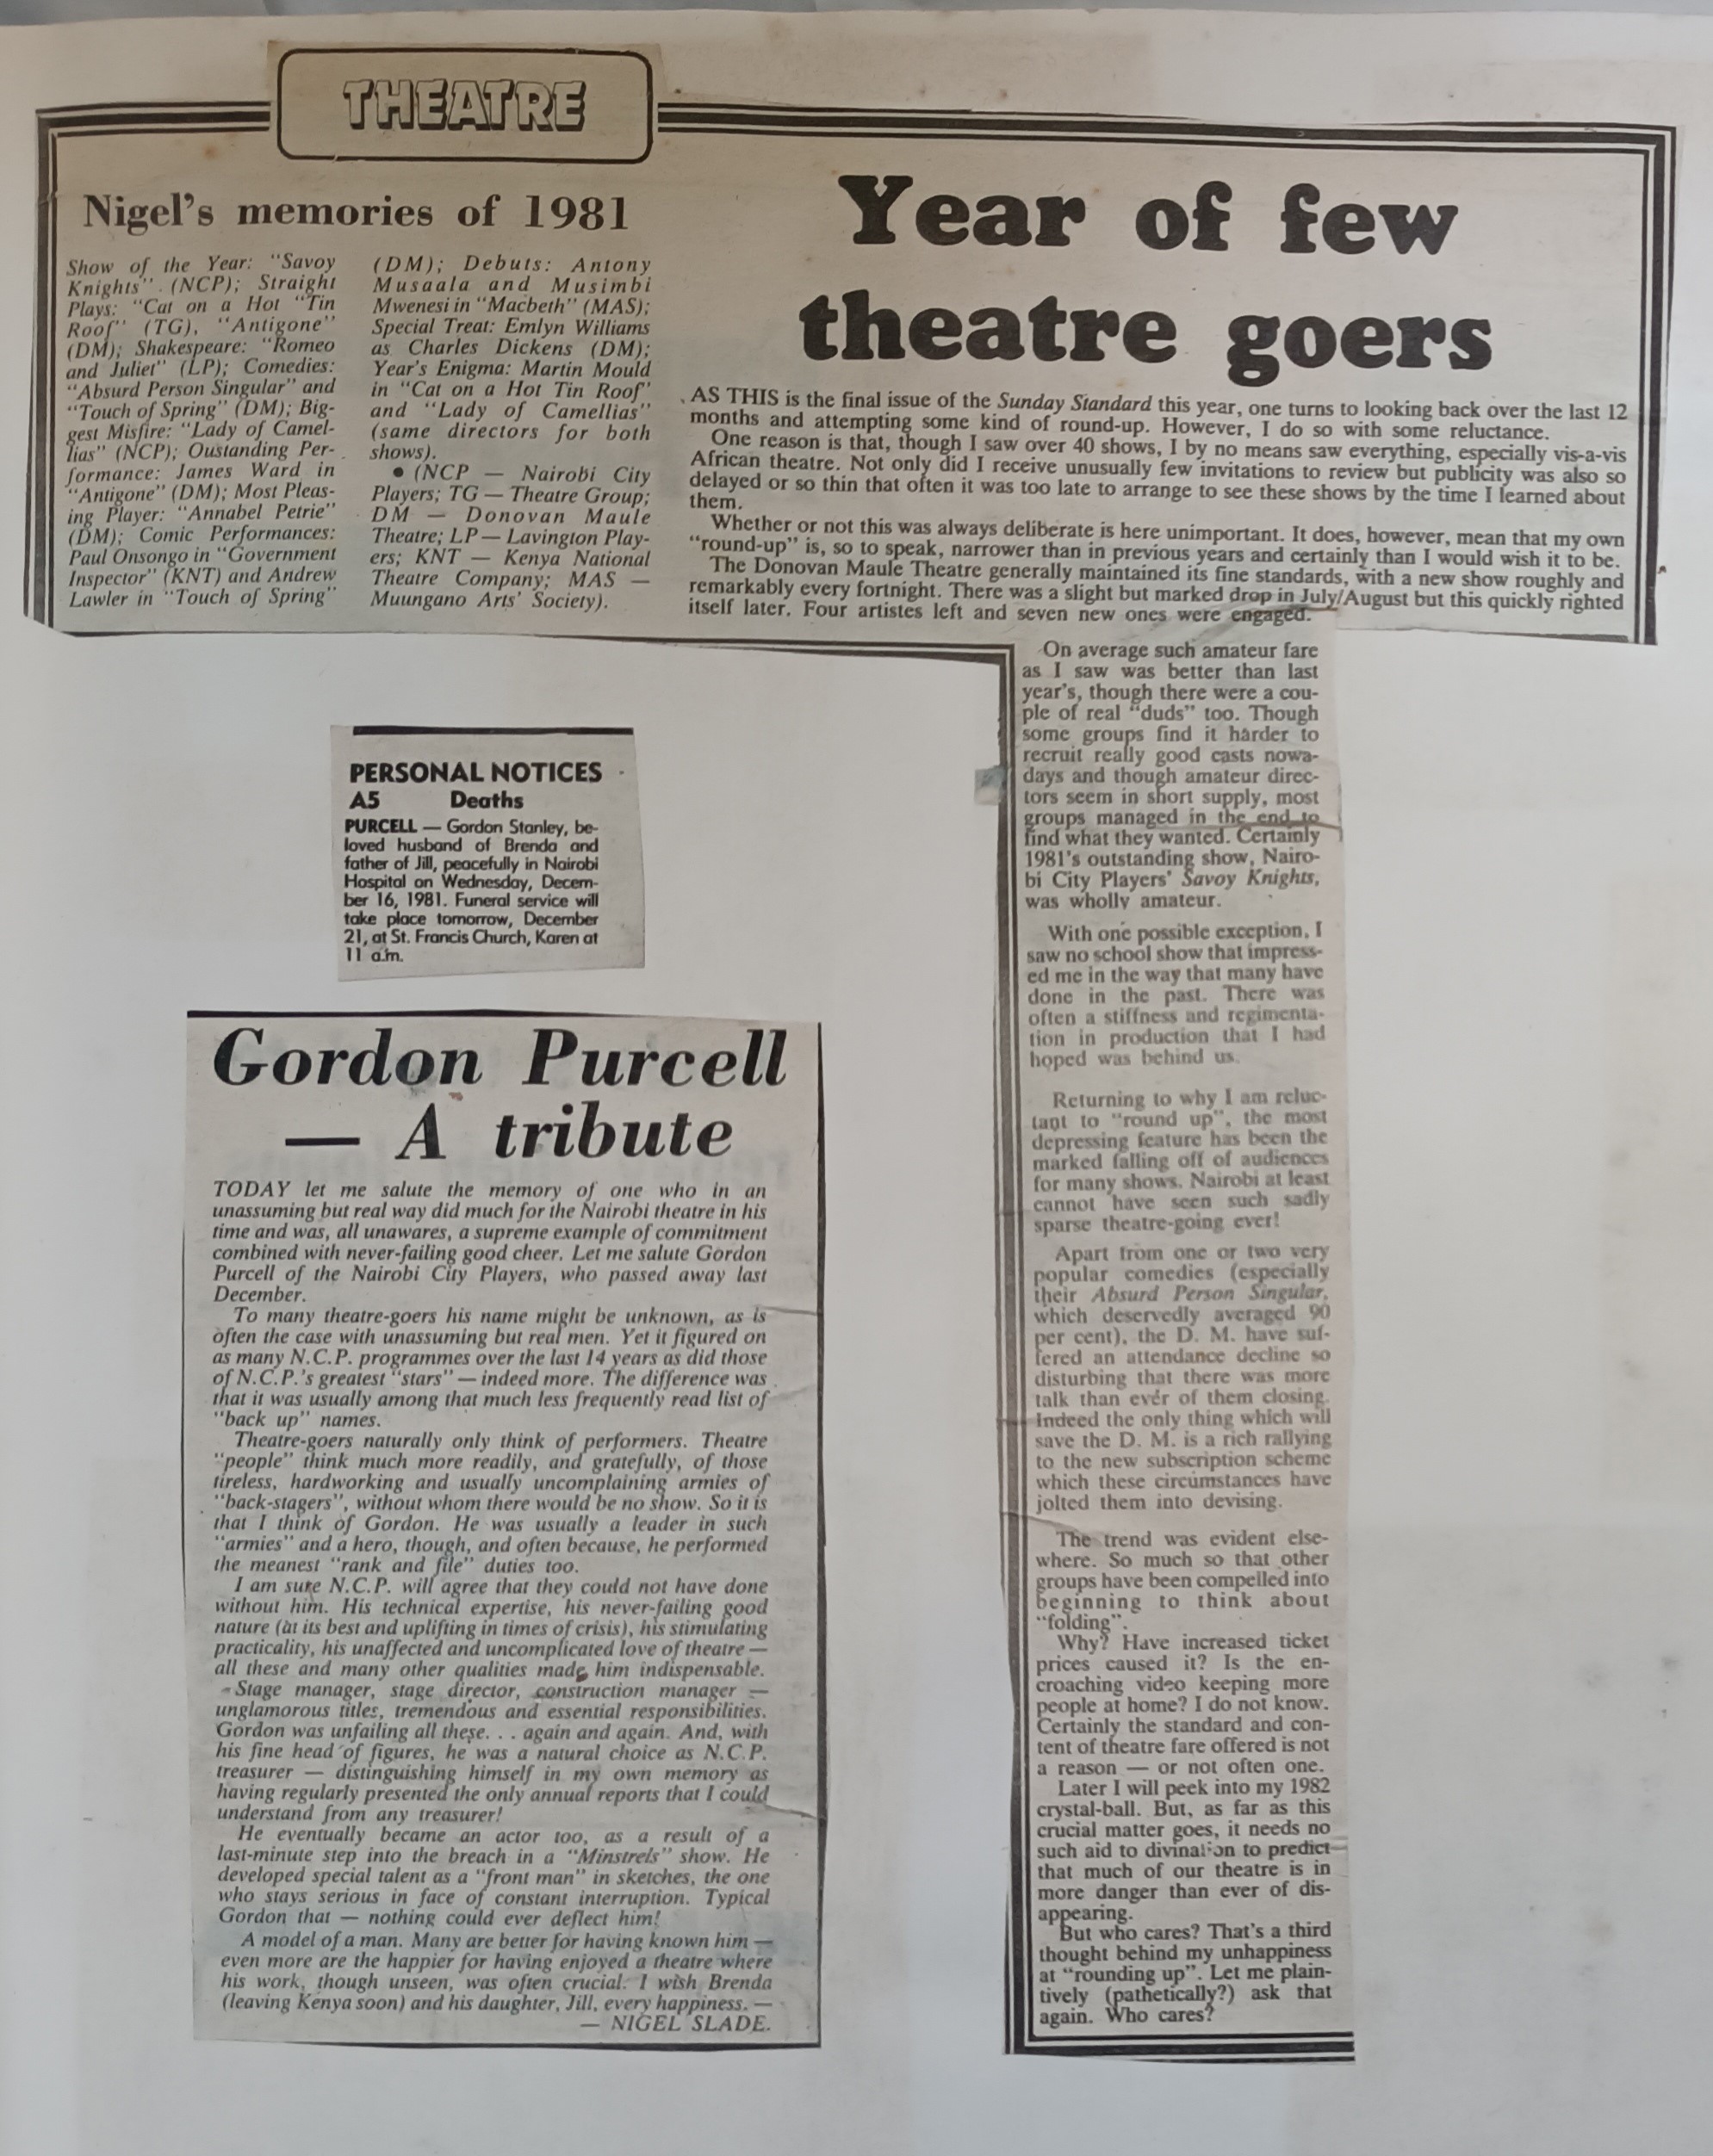 THEATRE
Nigel's memories of 1981
Show of the Year: "Savoy
Knights" (NCP); Straight
Plays: "Cat on a Hot "Tin
Roof" (TG), "Antigone"
(DM); Shakespeare: "Romeo
and Juliet" (LP); Comedies:
"Absurd Person Singular" and
"Touch of Spring" (DM); Big-
gest Misfire: "Lady of Camel-
lias" (NCP); Oustanding Per-
formance: James Ward in
"Antigone" (DM); Most Pleas-
ing Player: "Annabel Petrie"
(DM); Comic Performances:
Paul Onsongo in "Government
Inspector" (KNT) and Andrew
Lawler in "Touch of Spring"
(DM); Debuts: Antony
Musaala and Musimbi
Mwenesi in "Macbeth" (MAS);
Special Treat: Emlyn Williams
as Charles Dickens (DM);
Year's Enigma: Martin Mould
in "Cat on a Hot Tin Roof"
and "Lady of Camellias"
(same directors for both
shows).
● (NCP — Nairobi City
Players; TG — Theatre Group;
DM — Donovan Maule
Theatre; LP — Lavington Play-
ers; KNT — Kenya National
Theatre Company; MAS —
Muungano Arts' Society).
Year of few
theatre goers
AS THIS is the final issue of the Sunday Standard this year, one turns to looking back over the last 12
months and attempting some kind of round-up. However, I do so with some reluctance.
One reason is that, though I saw over 40 shows, I by no means saw everything, especially vis-a-vis
African theatre. Not only did I receive unusually few invitations to review but publicity was also so
delayed or so thin that often it was too late to arrange to see these shows by the time I learned about
them.
Whether or not this was always deliberate is here unimportant. It does, however, mean that my own
"round-up" is, so to speak, narrower than in previous years and certainly than I would wish it to be.
The Donovan Maule Theatre generally maintained its fine standards, with a new show roughly and
remarkably every fortnight. There was a slight but marked drop in July/August but this quickly righted
itself later. Four artistes left and seven new ones were engaged.
On average such amateur fare
as I saw was better than last
year's, though there were a cou-
ple of real "duds" too. Though
some groups find it harder to
recruit really good casts nowa-
days and though amateur direc-
tors seem in short supply, most
groups managed in the end to
find what they wanted. Certainly
1981's outstanding show, Nairo-
bi City Players' Savoy Knights,
was wholly amateur.
With one possible exception, I
saw no school show that impress-
ed me in the way that many have
done in the past. There was
often a stiffness and regimenta-
tion in production that I had
hoped was behind us.
Returning to why I am reluc-
tant to "round up", the most
depressing feature has been the
marked falling off of audiences
for many shows. Nairobi at least
cannot have seen such sadly
sparse theatre-going ever!
Apart from one or two very
popular comedies (especially
their Absurd Person Singular,
which deservedly averaged 90
per cent), the D. M. have suf-
fered an attendance decline so
disturbing that there was more
talk than ever of them closing.
Indeed the only thing which will
save the D. M. is a rich rallying
to the new subscription scheme
which these circumstances have
jolted them into devising.
The trend was evident else-
where. So much so that other
groups have been compelled into
beginning to think about
"folding".
Why? Have increased ticket
prices caused it? Is the en-
croaching video keeping more
people at home? I do not know.
Certainly the standard and con-
tent of theatre fare offered is not
a reason — or not often one.
Later I will peek into my 1982
crystal-ball. But, as far as this
crucial matter goes, it needs no
such aid to divination to predict
that much of our theatre is in
more danger than ever of dis-
appearing.
But who cares? That's a third
thought behind my unhappiness
at "rounding up". Let me plain-
tively (pathetically?) ask that
again. Who cares?
PERSONAL NOTICES
A5 Deaths
PURCELL — Gordon Stanley, be-
loved husband of Brenda and
father of Jill, peacefully in Nairobi
Hospital on Wednesday, Decem-
ber 16, 1981. Funeral service will
take place tomorrow, December
21, at St. Francis Church, Karen at
11 a.m.
Gordon Purcell
— A tribute
TODAY let me salute the memory of one who in an
unassuming but real way did much for the Nairobi theatre in his
time and was, all unawares, a supreme example of commitment
combined with never-failing good cheer. Let me salute Gordon
Purcell of the Nairobi City Players, who passed away last
December.
To many theatre-goers his name might be unknown, as is
often the case with unassuming but real men. Yet it figured on
as many N.C.P. programmes over the last 14 years as did those
of N.C.P.'s greatest "stars" — indeed more. The difference was
that it was usually among that much less frequently read list of
"back up" names.
Theatre-goers naturally only think of performers. Theatre
"people" think much more readily, and gratefully, of those
tireless, hardworking and usually uncomplaining armies of
"back-stagers", without whom there would be no show. So it is
that I think of Gordon. He was usually a leader in such
"armies" and a hero, though, and often because, he performed
the meanest "rank and file" duties too.
I am sure N.C.P. will agree that they could not have done
without him. His technical expertise, his never-failing good
nature (at its best and uplifting in times of crisis), his stimulating
practicality, his unaffected and uncomplicated love of theatre —
all these and many other qualities made him indispensable.
Stage manager, stage director, construction manager —
unglamorous titles, tremendous and essential responsibilities.
Gordon was unfailing all these. . . again and again. And, with
his fine head of figures, he was a natural choice as N.C.P.
treasurer — distinguishing himself in my own memory as
having regularly presented the only annual reports that I could
understand from any treasurer!
He eventually became an actor too, as a result of a
last-minute step into the breach in a "Minstrels" show. He
developed special talent as a "front man" in sketches, the one
who stays serious in face of constant interruption. Typical
Gordon that — nothing could ever deflect him!
A model of a man. Many are better for having known him —
even more are the happier for having enjoyed a theatre where
his work, though unseen, was often crucial. I wish Brenda
(leaving Kenya soon) and his daughter, Jill, every happiness. —
— NIGEL SLADE.